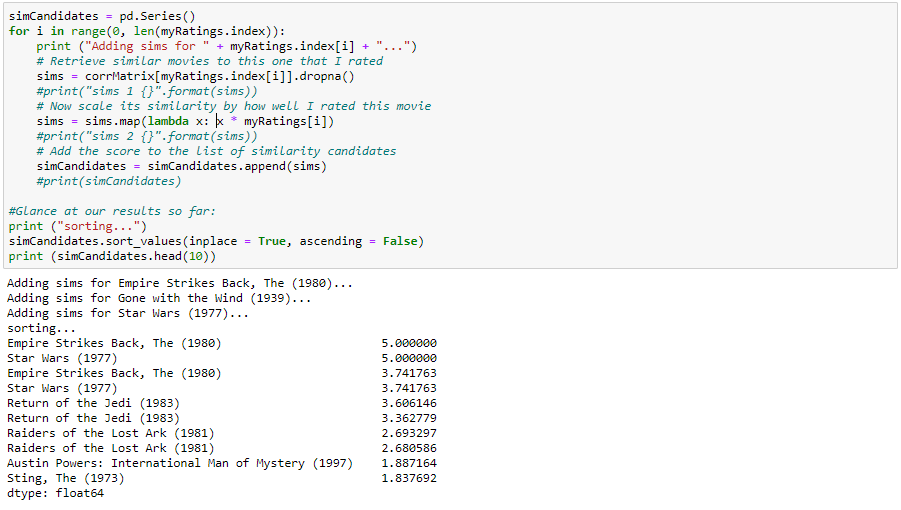 simCandidates = pd.Series()
for i in range(0, len(myRatings.index)):
    print ("Adding sims for " + myRatings.index[i] + "...")
    # Retrieve similar movies to this one that I rated
    sims = corrMatrix[myRatings.index[i]].dropna()
    #print("sims 1 {}".format(sims))
    # Now scale its similarity by how well I rated this movie
    sims = sims.map(lambda x: x * myRatings[i])
    #print("sims 2 {}".format(sims))
    # Add the score to the list of similarity candidates
    simCandidates = simCandidates.append(sims)
    #print(simCandidates)

#Glance at our results so far:
print ("sorting...")
simCandidates.sort_values(inplace = True, ascending = False)
print (simCandidates.head(10))
Adding sims for Empire Strikes Back, The (1980)...
Adding sims for Gone with the Wind (1939)...
Adding sims for Star Wars (1977)...
sorting...
Empire Strikes Back, The (1980)                       5.000000
Star Wars (1977)                                      5.000000
Empire Strikes Back, The (1980)                       3.741763
Star Wars (1977)                                      3.741763
Return of the Jedi (1983)                             3.606146
Return of the Jedi (1983)                             3.362779
Raiders of the Lost Ark (1981)                        2.693297
Raiders of the Lost Ark (1981)                        2.680586
Austin Powers: International Man of Mystery (1997)    1.887164
Sting, The (1973)                                     1.837692
dtype: float64